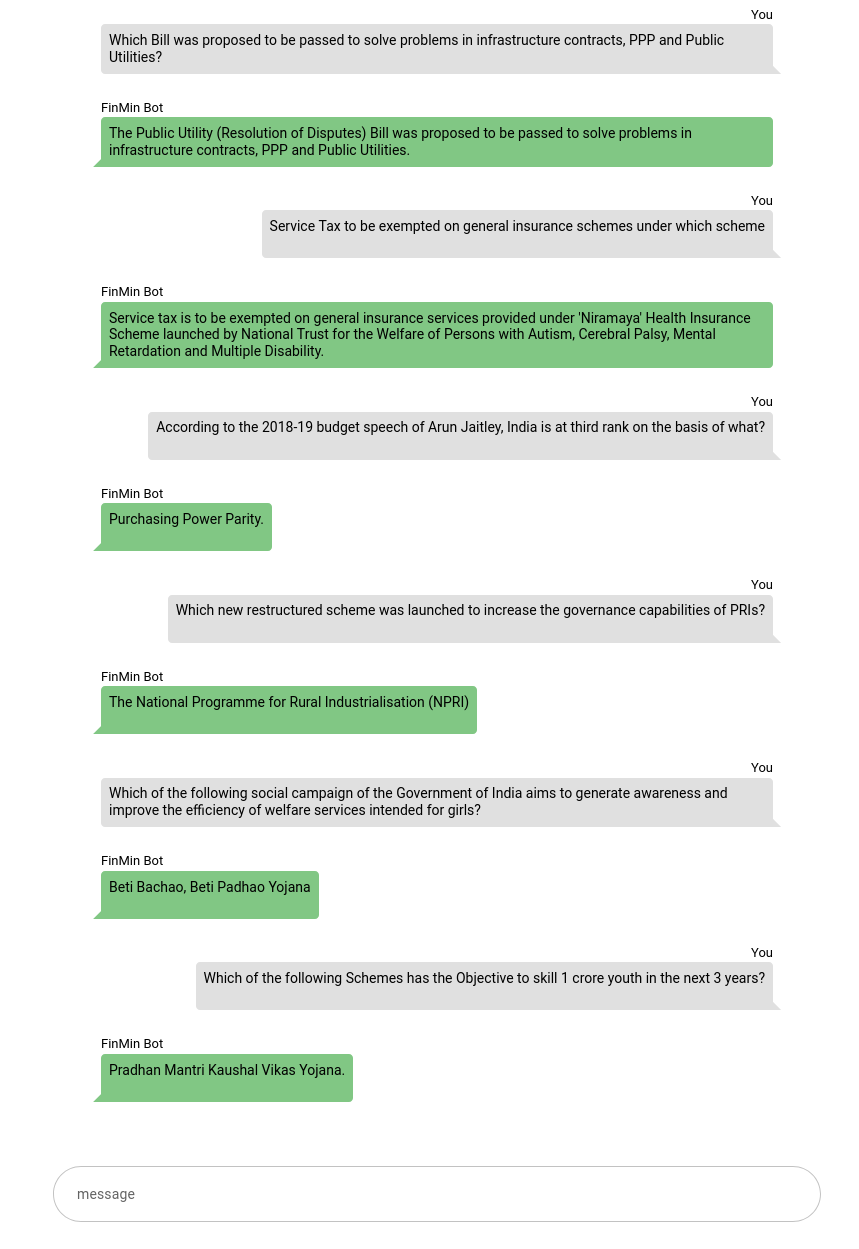 You
Which Bill was proposed to be passed to solve problems in infrastructure contracts, PPP and Public
Utilities?
FinMin Bot
The Public Utility (Resolution of Disputes) Bill was proposed to be passed to solve problems in
infrastructure contracts, PPP and Public Utilities.
You
Service Tax to be exempted on general insurance schemes under which scheme
FinMin Bot
Service tax is to be exempted on general insurance services provided under 'Niramaya' Health Insurance
Scheme launched by National Trust for the Welfare of Persons with Autism, Cerebral Palsy, Mental
Retardation and Multiple Disability.
You
According to the 2018-19 budget speech of Arun Jaitley, India is at third rank on the basis of what?
FinMin Bot
Purchasing Power Parity.
You
Which new restructured scheme was launched to increase the governance capabilities of PRIs?
FinMin Bot
The National Programme for Rural Industrialisation (NPRI)
You
Which of the following social campaign of the Government of India aims to generate awareness and
improve the efficiency of welfare services intended for girls?
FinMin Bot
Beti Bachao, Beti Padhao Yojana
You
Which of the following Schemes has the Objective to skill 1 crore youth in the next 3 years?
FinMin Bot
Pradhan Mantri Kaushal Vikas Yojana.
message